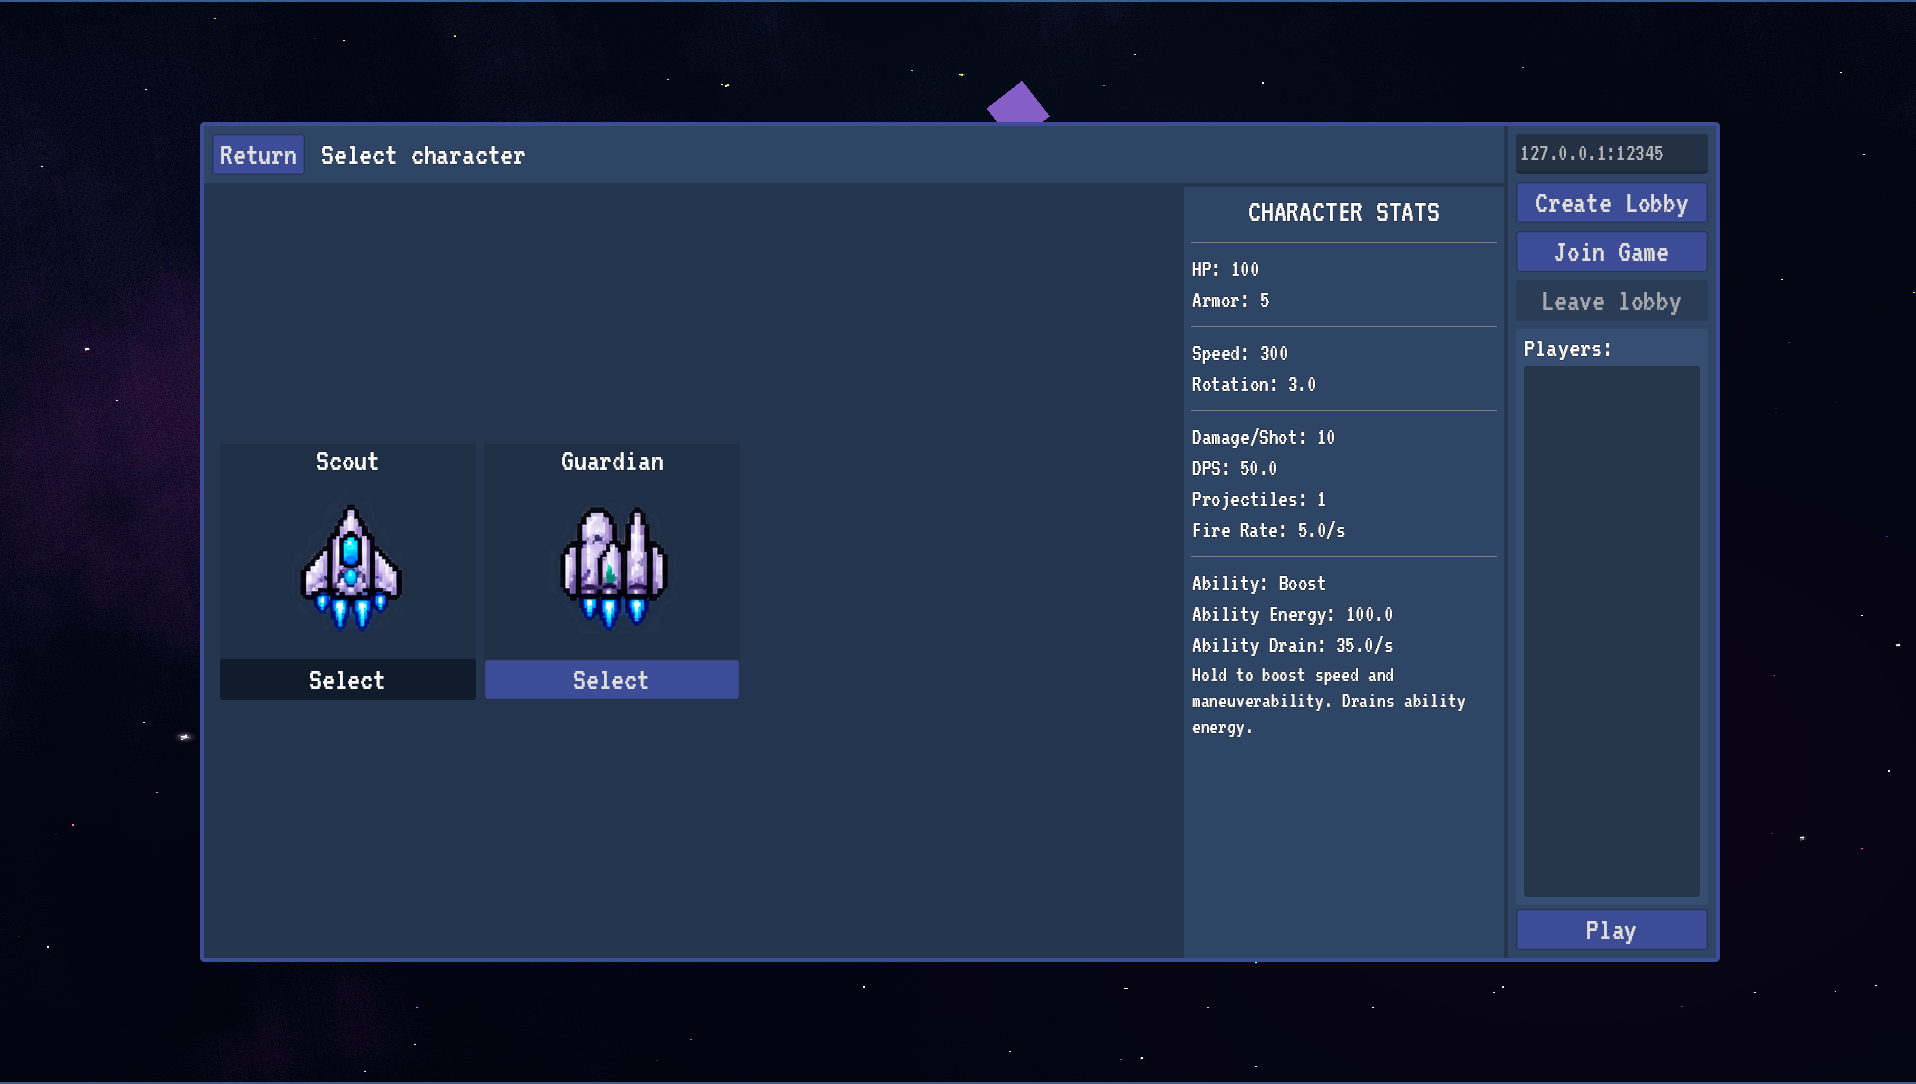 Return
Select character
Scout
Select
Guardian
Select
CHARACTER STATS
HP: 100
Armor: 5
Speed: 300
Rotation: 3.0
Damage/Shot: 10
DPS: 50.0
Projectiles: 1
Fire Rate: 5.0/s
Ability: Boost
Ability Energy: 100.0
Ability Drain: 35.0/s
Hold to boost speed and
maneuverability. Drains ability
energy.
127.0.0.1:12345
Create Lobby
Join Game
Leave lobby
Players:
Play